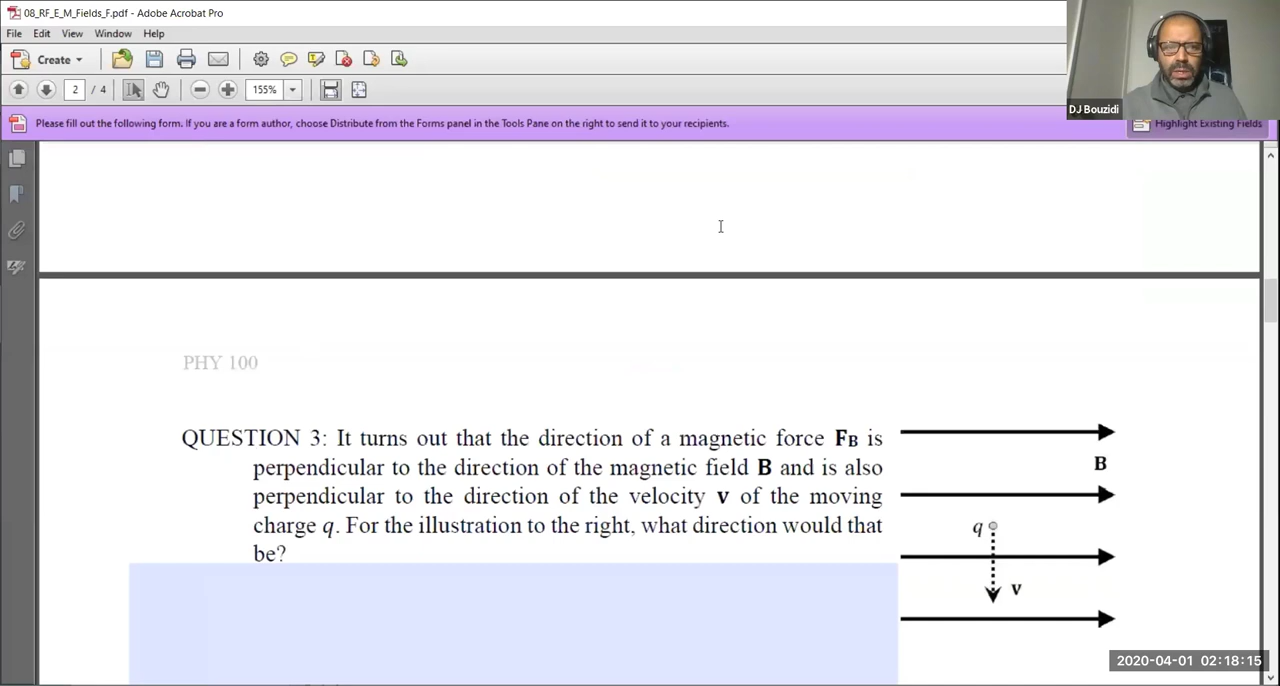 08_RF_E_M_Fields_F.pdf - Adobe Acrobat Pro
File Edit View Window Help
Create
2 / 4 155%
DJ Bouzidi
Please fill out the following form. If you are a form author, choose Distribute from the Forms panel in the Tools Pane on the right to send it to your recipients.
Highlight Existing Fields
PHY 100
QUESTION 3: It turns out that the direction of a magnetic force FB is
perpendicular to the direction of the magnetic field B and is also
perpendicular to the direction of the velocity v of the moving
charge q. For the illustration to the right, what direction would that
be?
B
q
v
2020-04-01 02:18:15